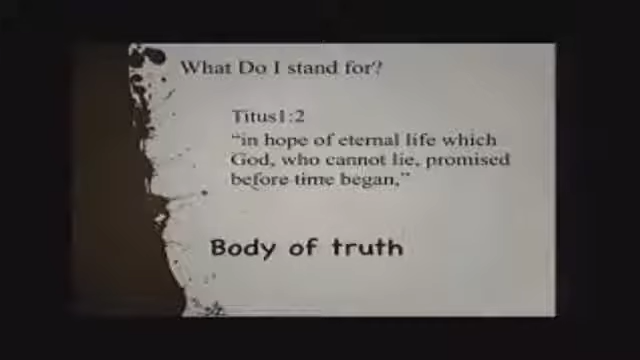 What Do I stand for?
Titus1:2
“in hope of eternal life which
God, who cannot lie, promised
before time began,”
Body of truth